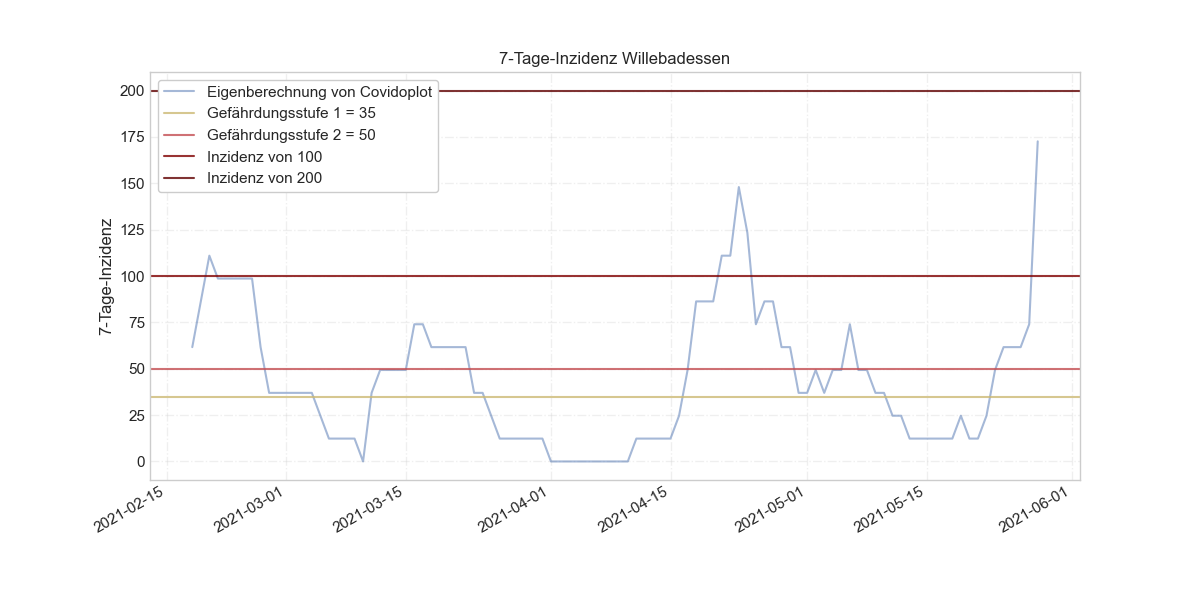 7-Tage-Inzidenz Willebadessen
Eigenberechnung von Covidoplot
Gefährdungsstufe 1 = 35
Gefährdungsstufe 2 = 50
Inzidenz von 100
Inzidenz von 200
7-Tage-Inzidenz
200
175
150
125
100
75
50
25
0
2021-02-15
2021-03-01
2021-03-15
2021-04-01
2021-04-15
2021-05-01
2021-05-15
2021-06-01